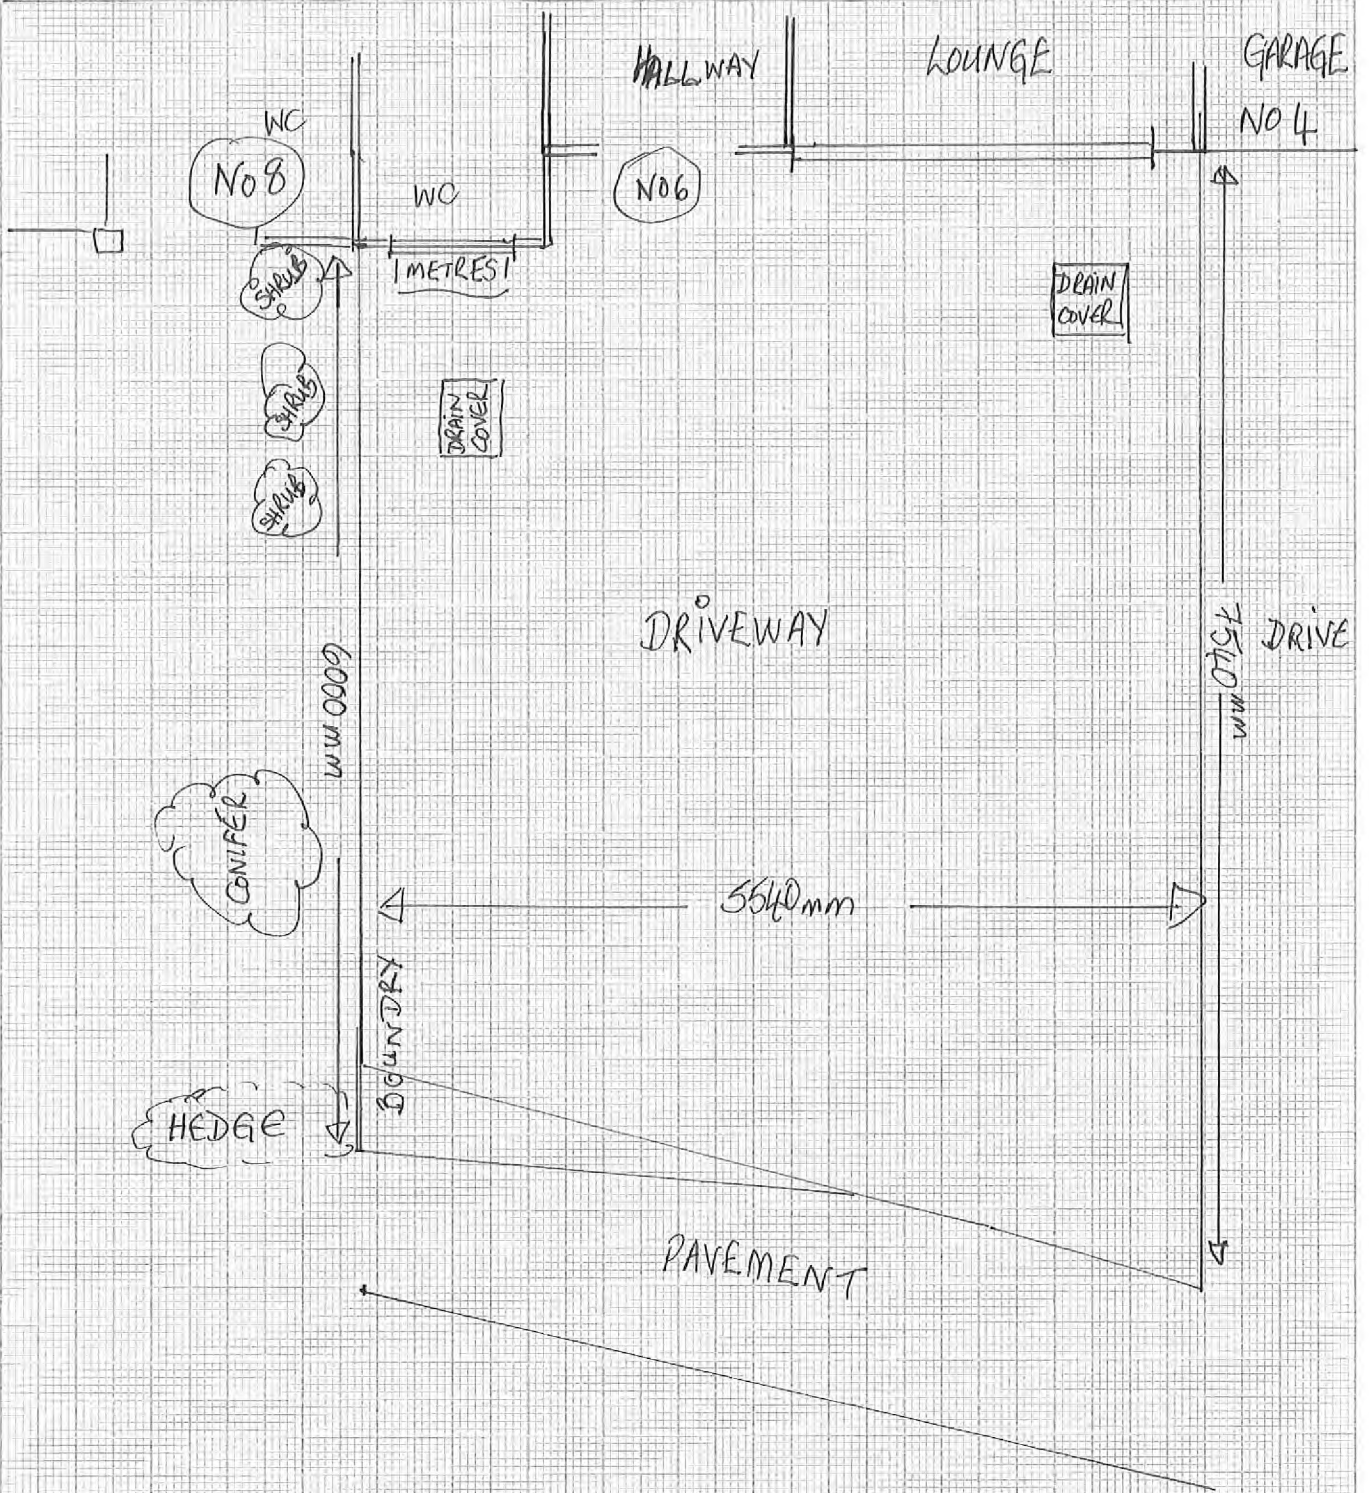 HALLWAY
LOUNGE
GARAGE
NO 4
WC
NO 8
WC
NO 6
METRES
SHRUB
DRAIN
COVER
SHRUB
DRAIN
COVER
SHRUB
DRIVEWAY
6000MM
7540mm
DRIVE
CONIFER
5540mm
BOUNDRY
HEDGE
PAVEMENT